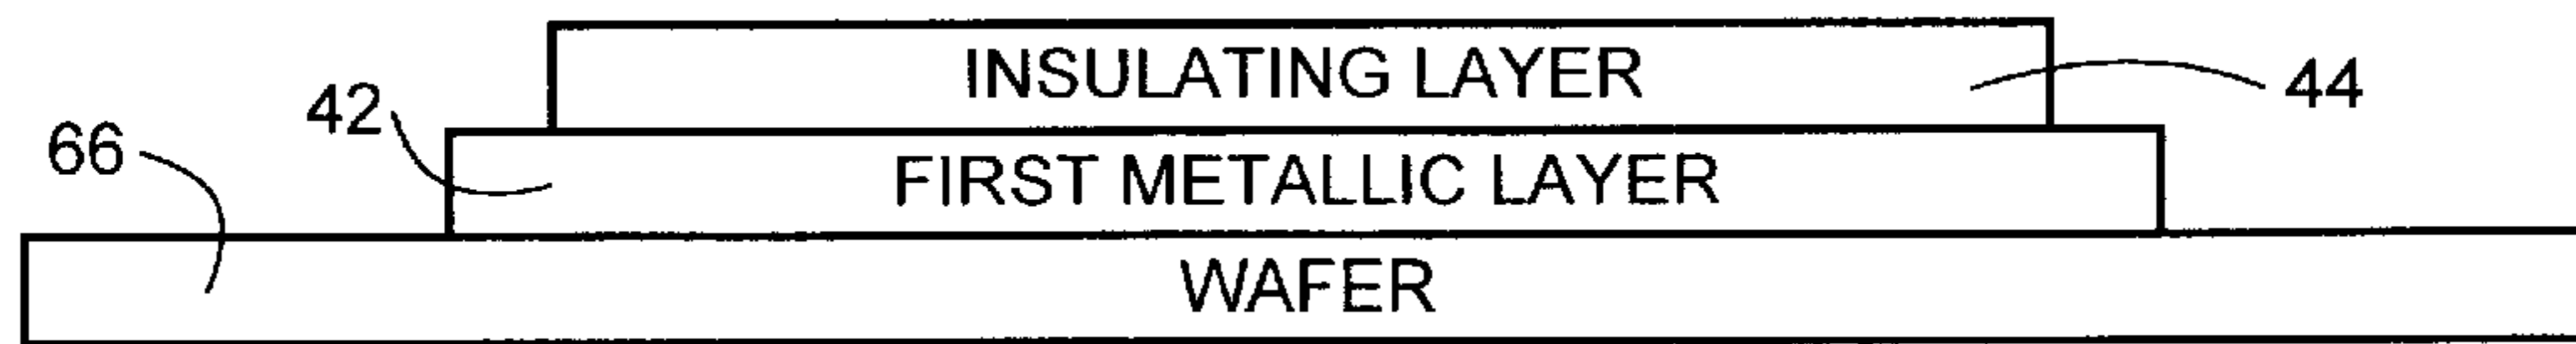 INSULATING LAYER
44
42
FIRST METALLIC LAYER
66
WAFER